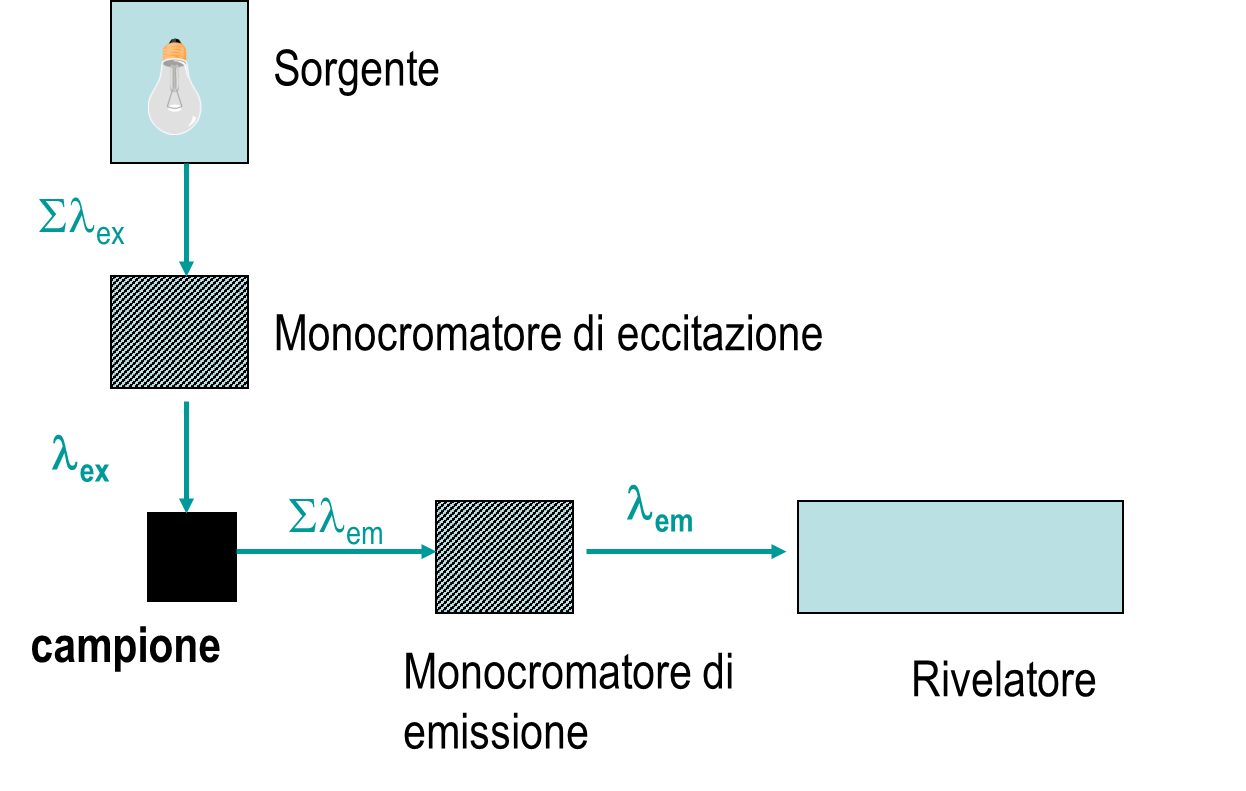 Sorgente
Σλex
Monocromatore di eccitazione
λex
Σλem
λem
campione
Monocromatore di
emissione
Rivelatore